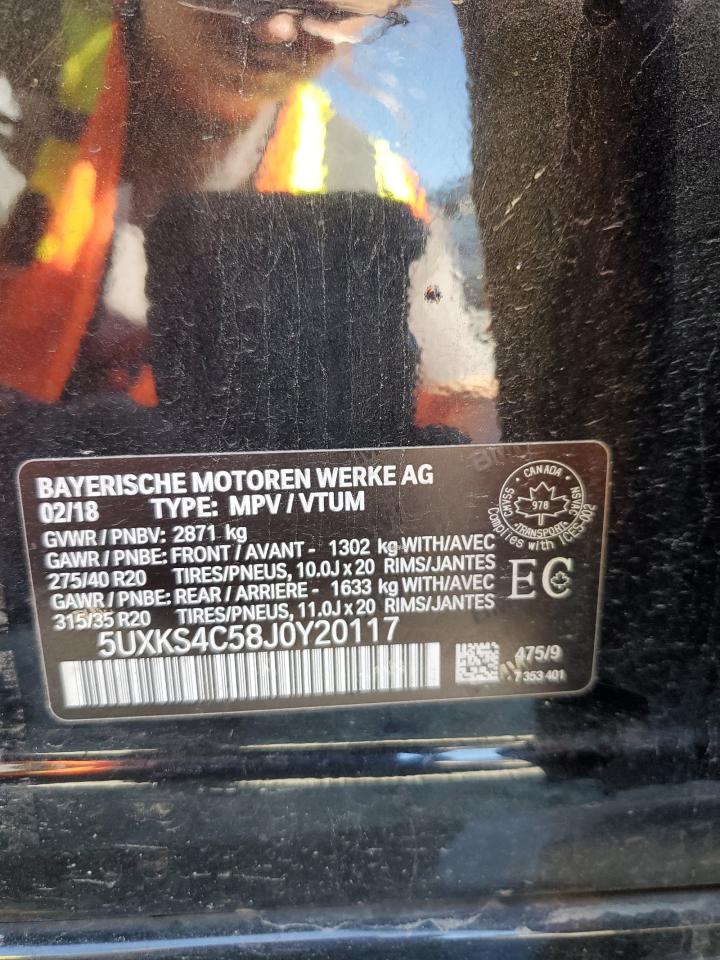 BAYERISCHE MOTOREN WERKE AG
02/18 TYPE: MPV / VTUM
GVWR / PNBV: 2871 kg
GAWR / PNBE: FRONT / AVANT - 1302 kg WITH/AVEC
275/40 R20 TIRES/PNEUS, 10.0J x 20 RIMS/JANTES
GAWR / PNBE: REAR / ARRIERE - 1633 kg WITH/AVEC
315/35 R20 TIRES/PNEUS, 11.0J x 20 RIMS/JANTES
5UXKS4C58J0Y20117
CANADA
CMVSS
978
NSVAC
TRANSPORT
Complies with ICES-002
EC
475/9
7 353 401